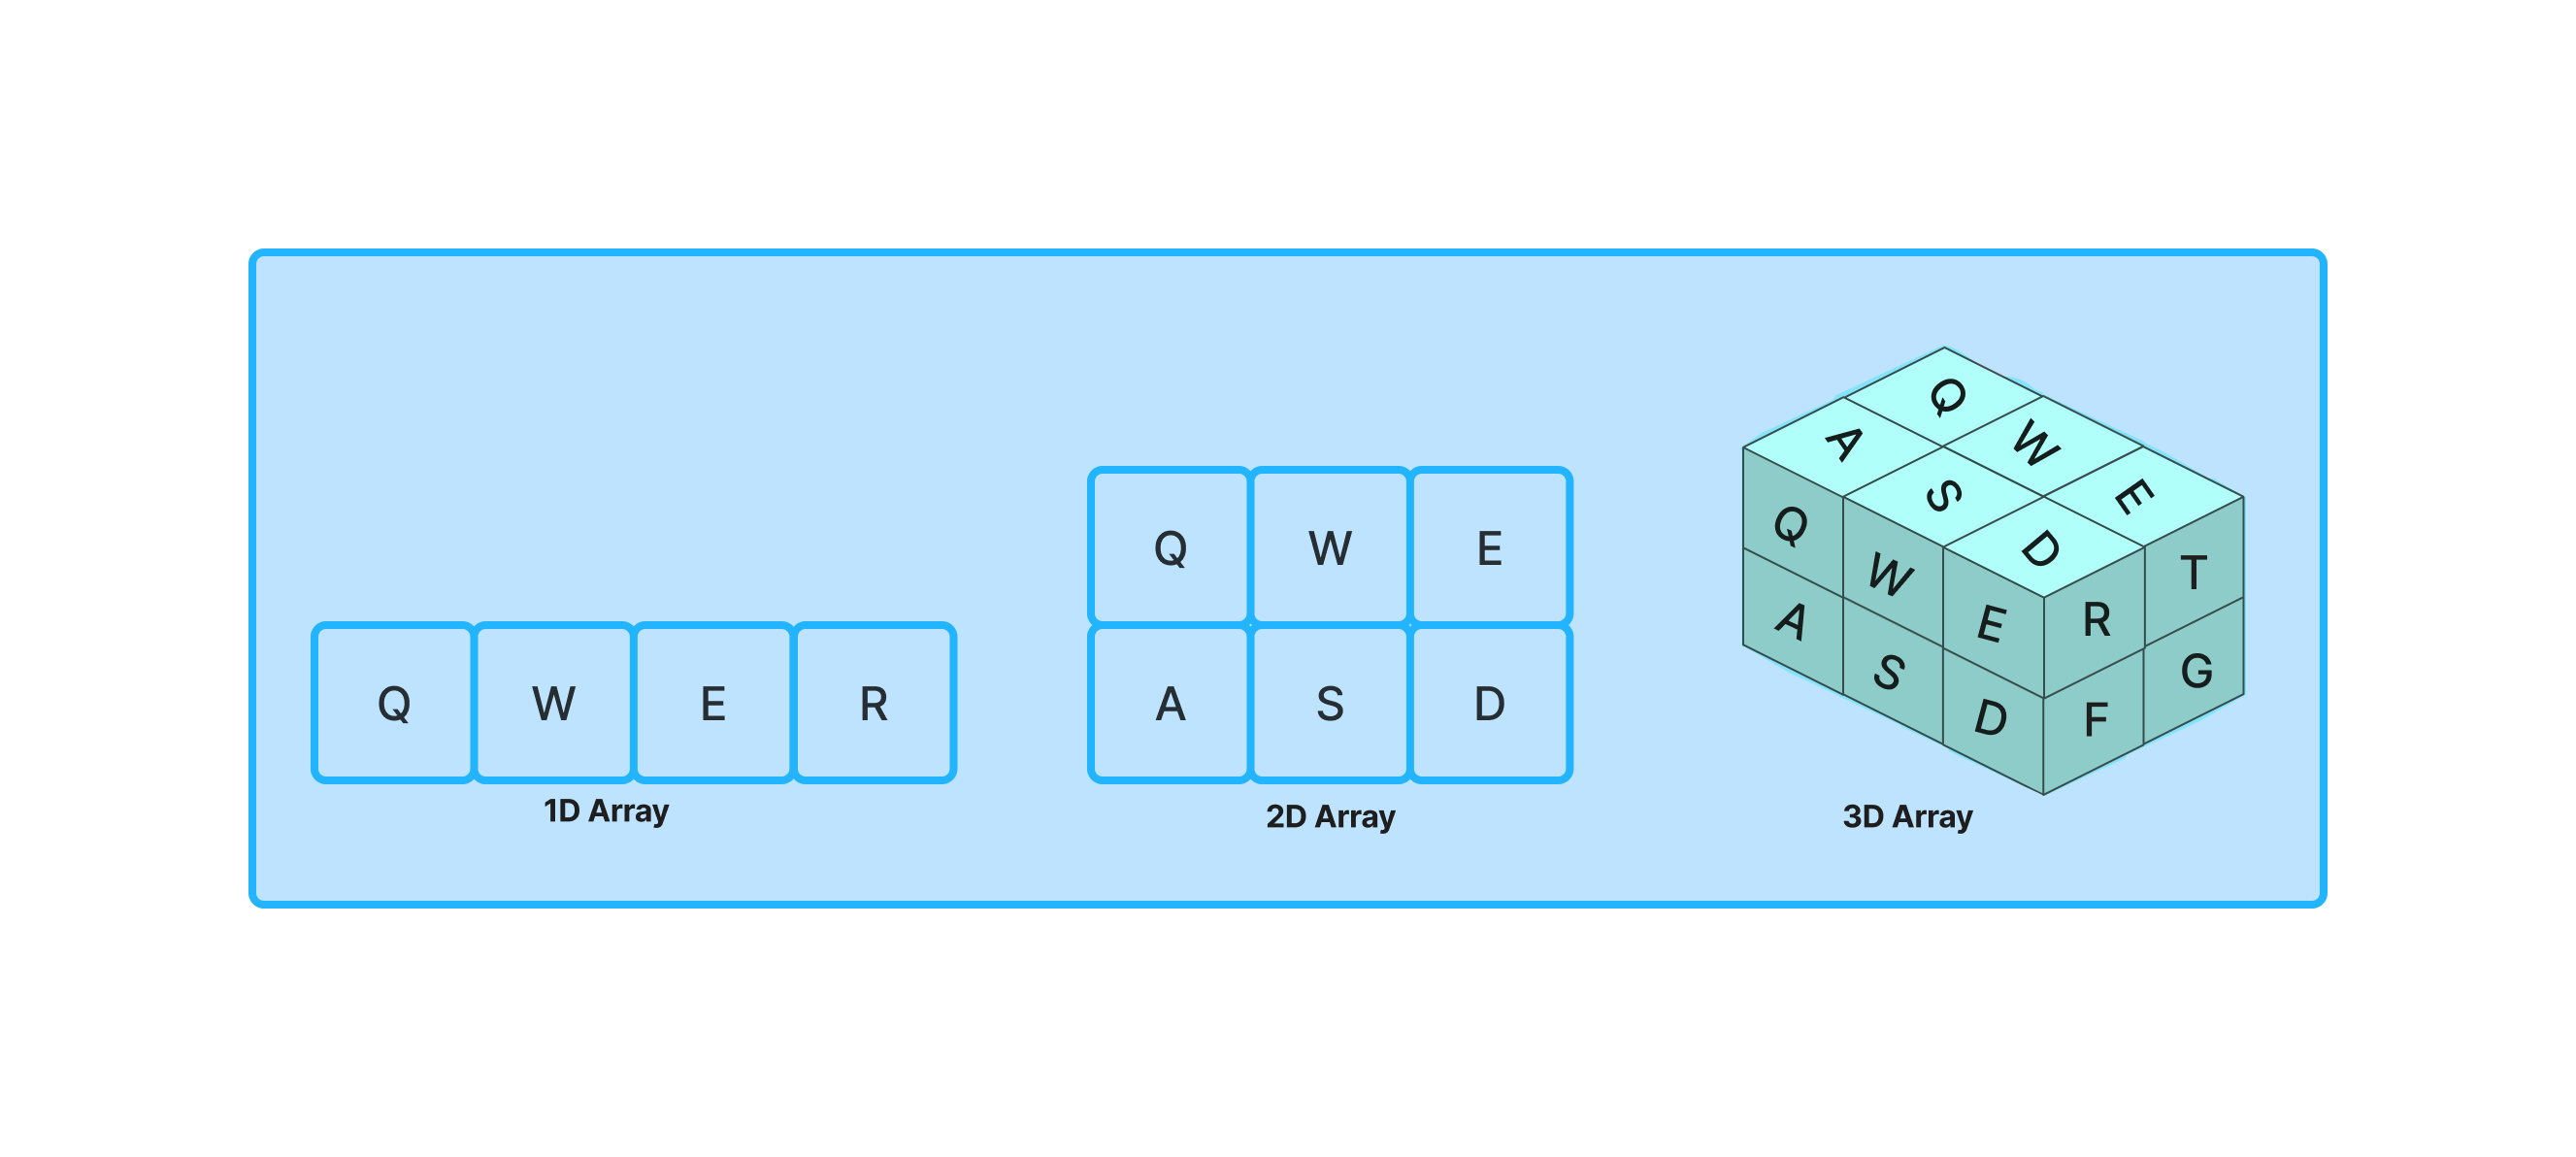 Q W E R
1D Array
Q W E
A S D
2D Array
Q W E
A S D
Q W E
A S D
R T
F G
3D Array